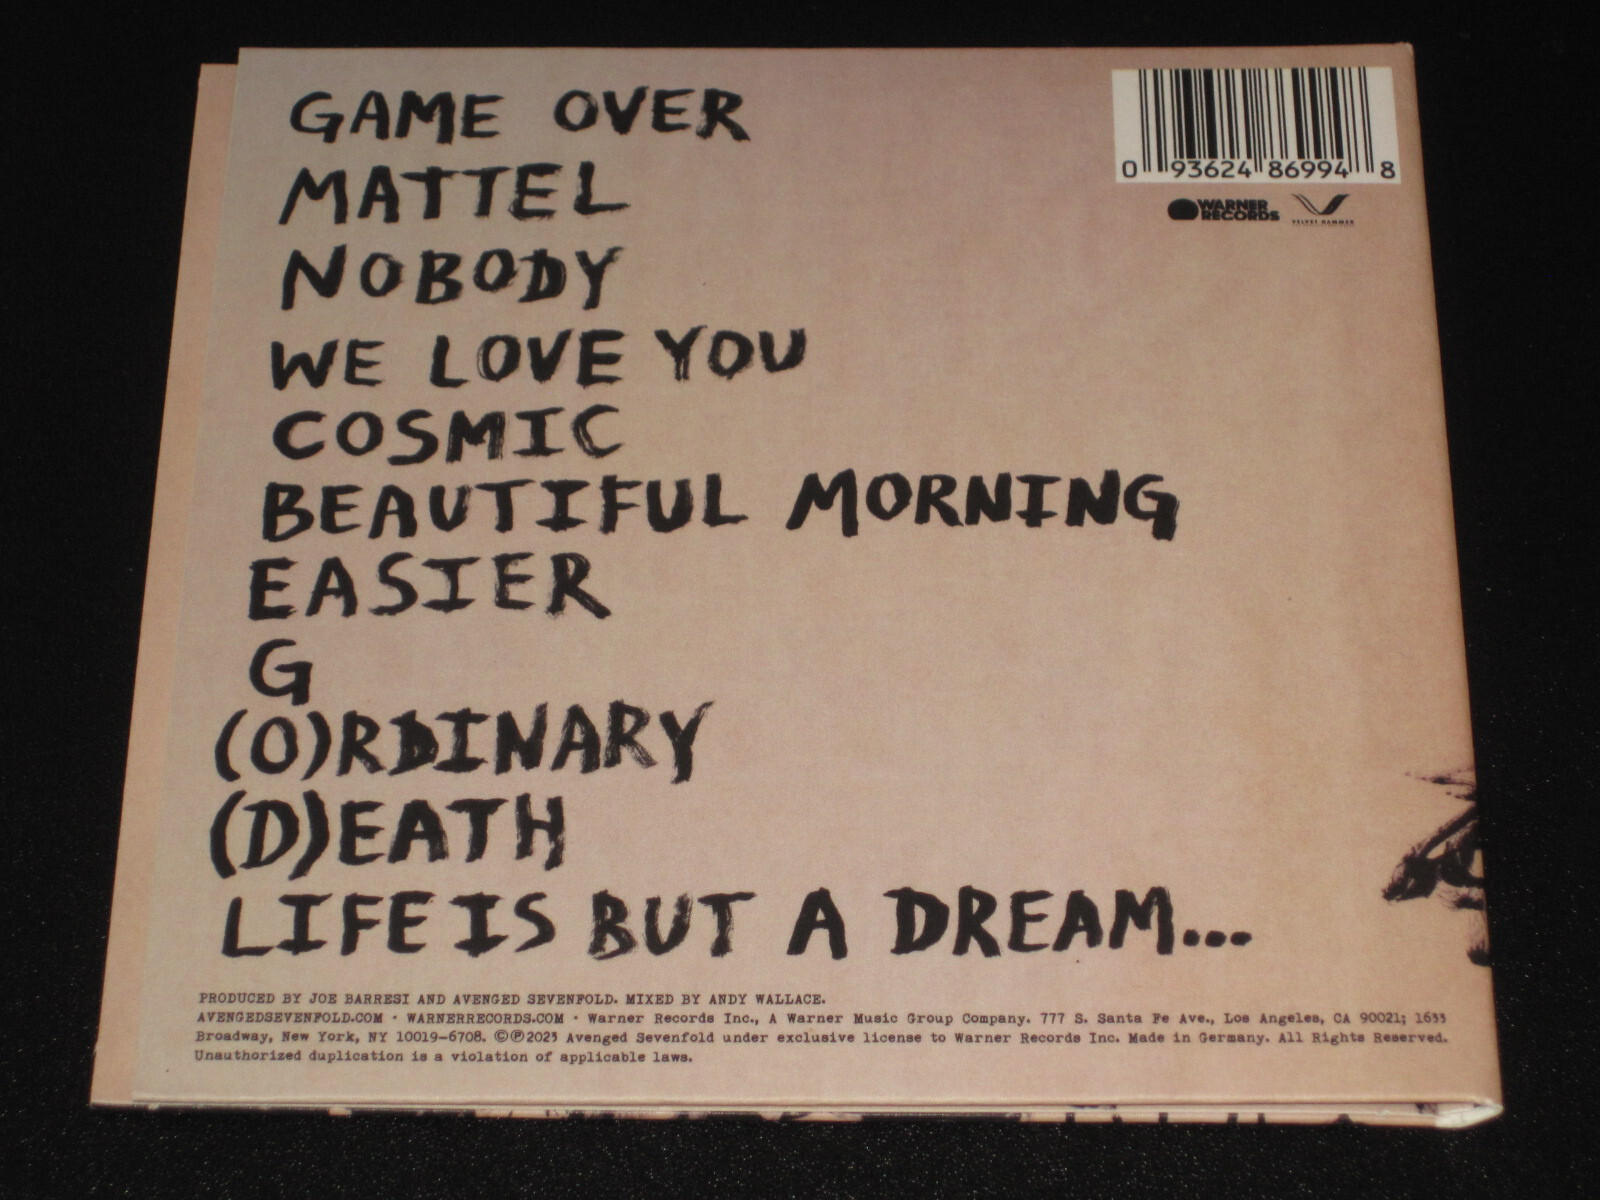 GAME OVER
MATTEL
NOBODY
WE LOVE YOU
COSMIC
BEAUTIFUL MORNING
EASIER
G
(O)RDINARY
(D)EATH
LIFE IS BUT A DREAM...
0 93624 86994 8
WARNER RECORDS
VELVET HAMMER
PRODUCED BY JOE BARRESI AND AVENGED SEVENFOLD. MIXED BY ANDY WALLACE.
AVENGEDSEVENFOLD.COM · WARNERRECORDS.COM · Warner Records Inc., A Warner Music Group Company. 777 S. Santa Fe Ave., Los Angeles, CA 90021; 1633
Broadway, New York, NY 10019-6708. ©℗2023 Avenged Sevenfold under exclusive license to Warner Records Inc. Made in Germany. All Rights Reserved.
Unauthorized duplication is a violation of applicable laws.